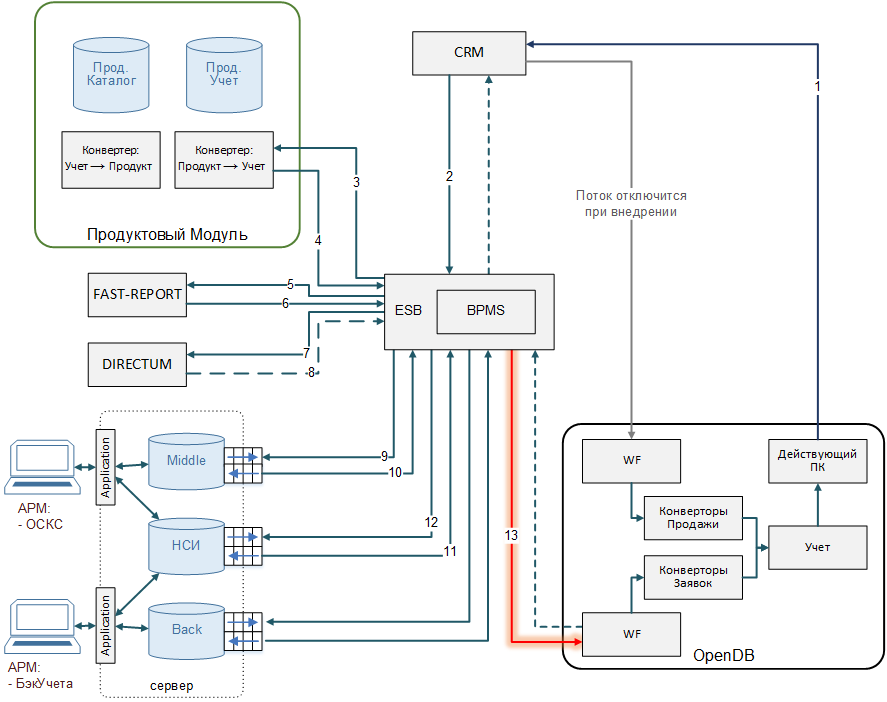 Прод.
Каталог
Прод.
Учет
Конвертер:
Учет → Продукт
Конвертер:
Продукт → Учет
Продуктовый Модуль
CRM
1
2
3
4
Поток отключится
при внедрении
FAST-REPORT
5
6
ESB
BPMS
DIRECTUM
7
8
Application
Middle
9
10
АРМ:
- ОСКС
НСИ
12
11
13
Application
Back
АРМ:
- БэкУчета
сервер
WF
Действующий
ПК
Конверторы
Продажи
Учет
Конверторы
Заявок
WF
OpenDB